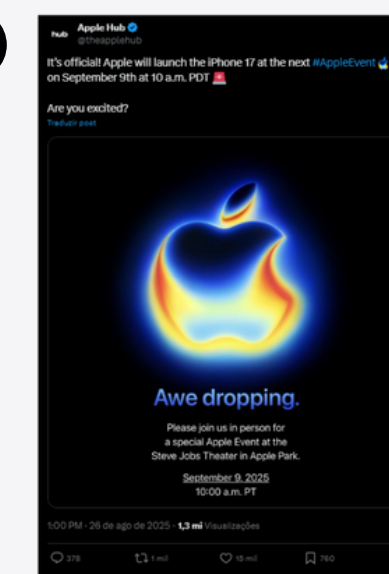 hub Apple Hub
@theapplehub
It's official! Apple will launch the iPhone 17 at the next #AppleEvent
on September 9th at 10 a.m. PDT 🚨
Are you excited?
Traduzir post
Awe dropping.
Please join us in person for
a special Apple Event at the
Steve Jobs Theater in Apple Park.
September 9, 2025
10:00 a.m. PT
1:00 PM · 26 de ago de 2025 · 1,3 mi Visualizações
378 1 mil 15 mil 760